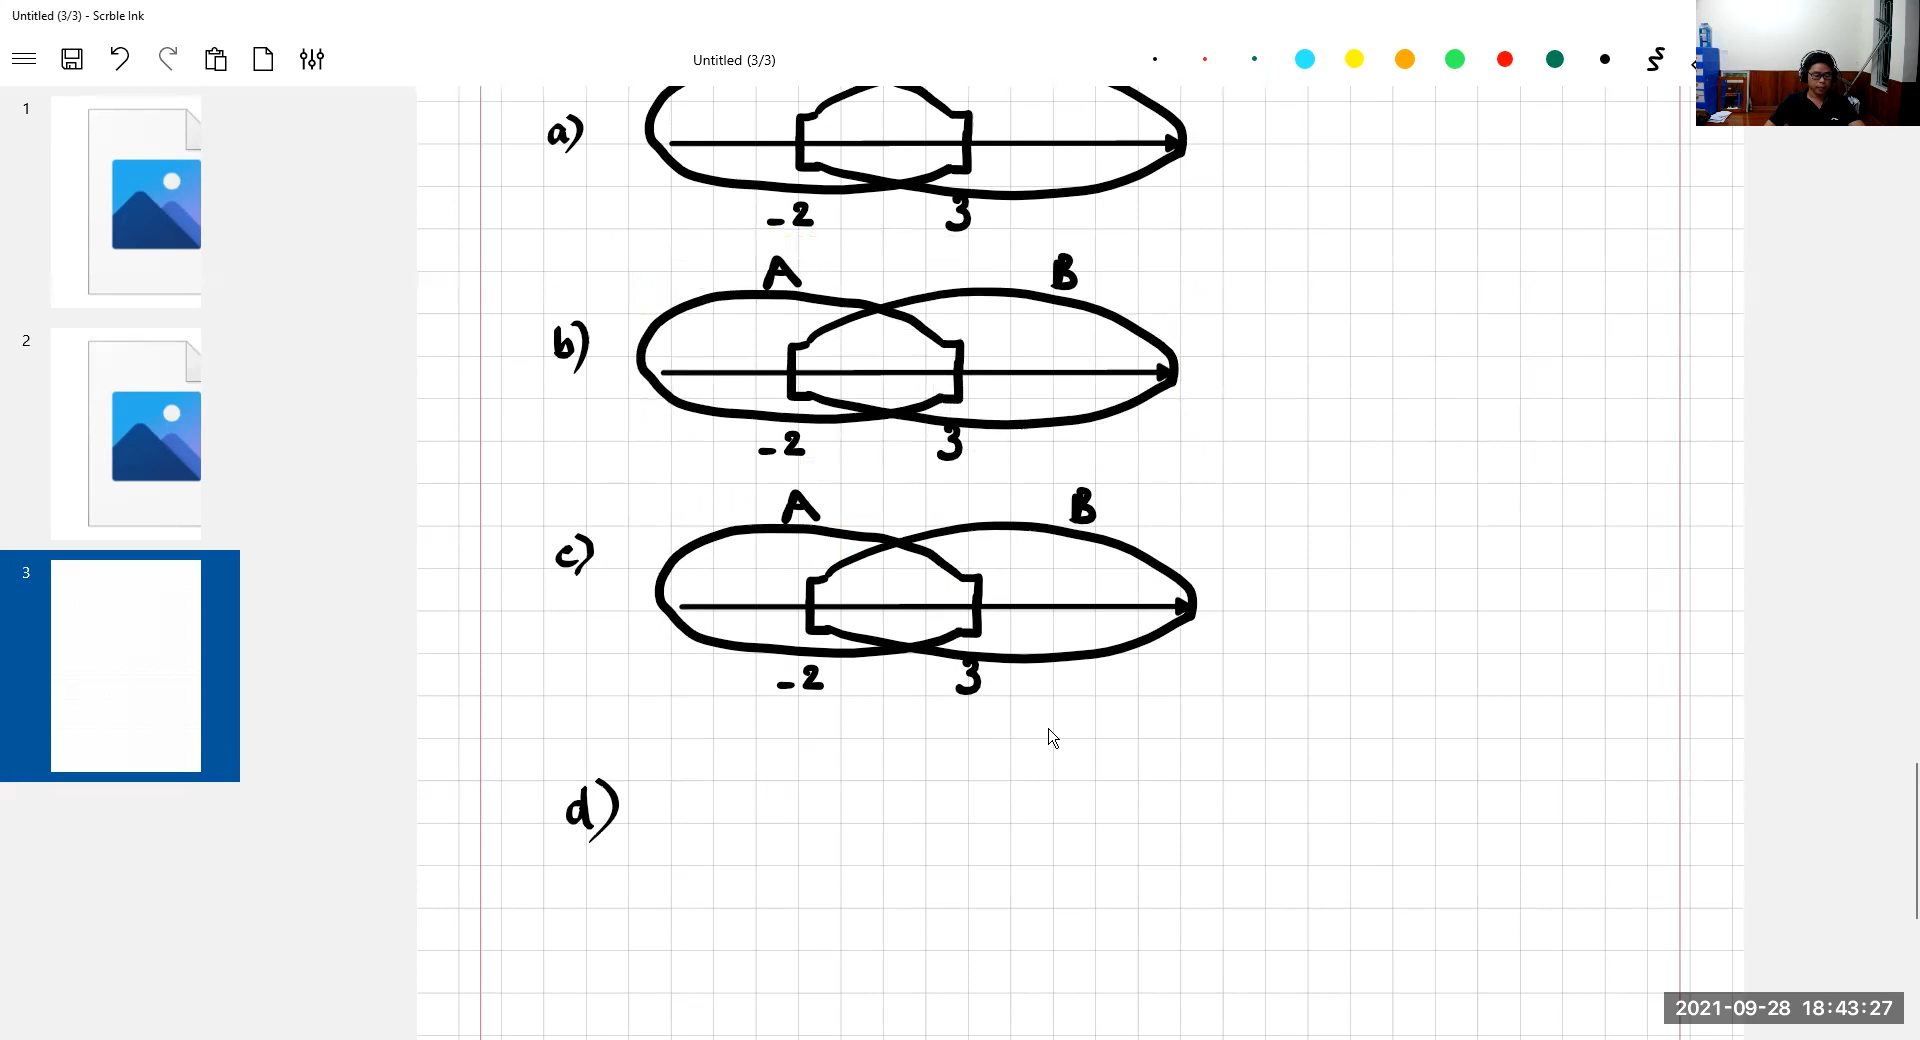 Untitled (3/3) - Scrble Ink
Untitled (3/3)
1
2
3
a)
-2 3
A B
b)
-2 3
A B
c)
-2 3
d)
2021-09-28 18:43:27